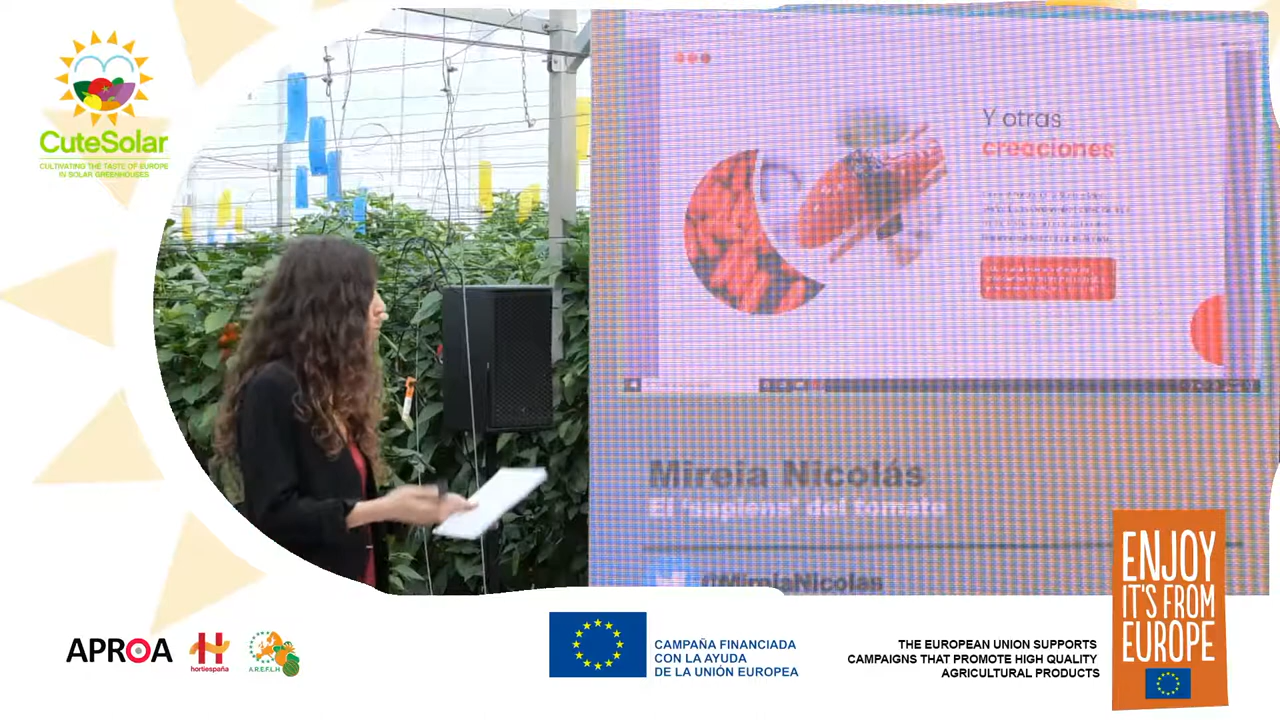 CuteSolar
CULTIVATING THE TASTE OF EUROPE
IN SOLAR GREENHOUSES
Y otras
creaciones
Mireia Nicolás
El 'sapiens' del tomate
@MireiaNicolas
APROA
hortiespaña
A.R.E.F.L.H
CAMPAÑA FINANCIADA
CON LA AYUDA
DE LA UNIÓN EUROPEA
THE EUROPEAN UNION SUPPORTS
CAMPAIGNS THAT PROMOTE HIGH QUALITY
AGRICULTURAL PRODUCTS
ENJOY
IT'S FROM
EUROPE